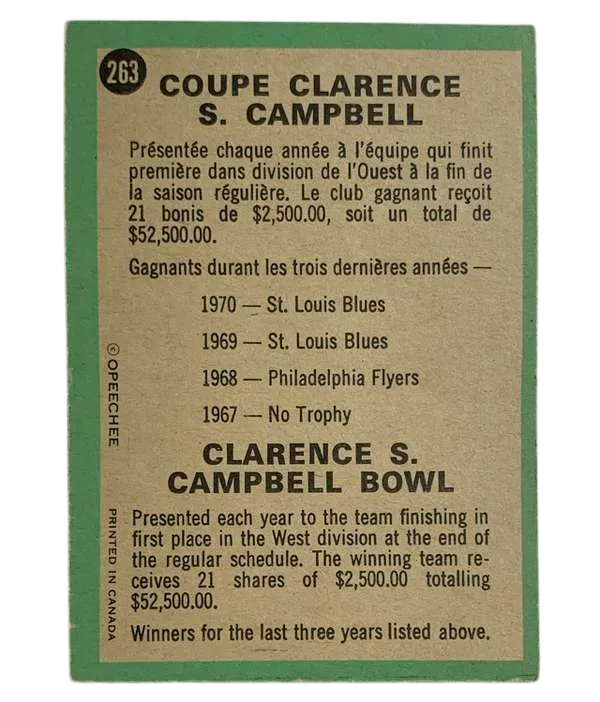 263
COUPE CLARENCE
S. CAMPBELL
Présentée chaque année à l'équipe qui finit
première dans division de l'Ouest à la fin de
la saison régulière. Le club gagnant reçoit
21 bonis de $2,500.00, soit un total de
$52,500.00.
Gagnants durant les trois dernières années —
1970 — St. Louis Blues
1969 — St. Louis Blues
1968 — Philadelphia Flyers
1967 — No Trophy
CLARENCE S.
CAMPBELL BOWL
Presented each year to the team finishing in
first place in the West division at the end of
the regular schedule. The winning team re-
ceives 21 shares of $2,500.00 totalling
$52,500.00.
Winners for the last three years listed above.
© OPEECHEE
PRINTED IN CANADA